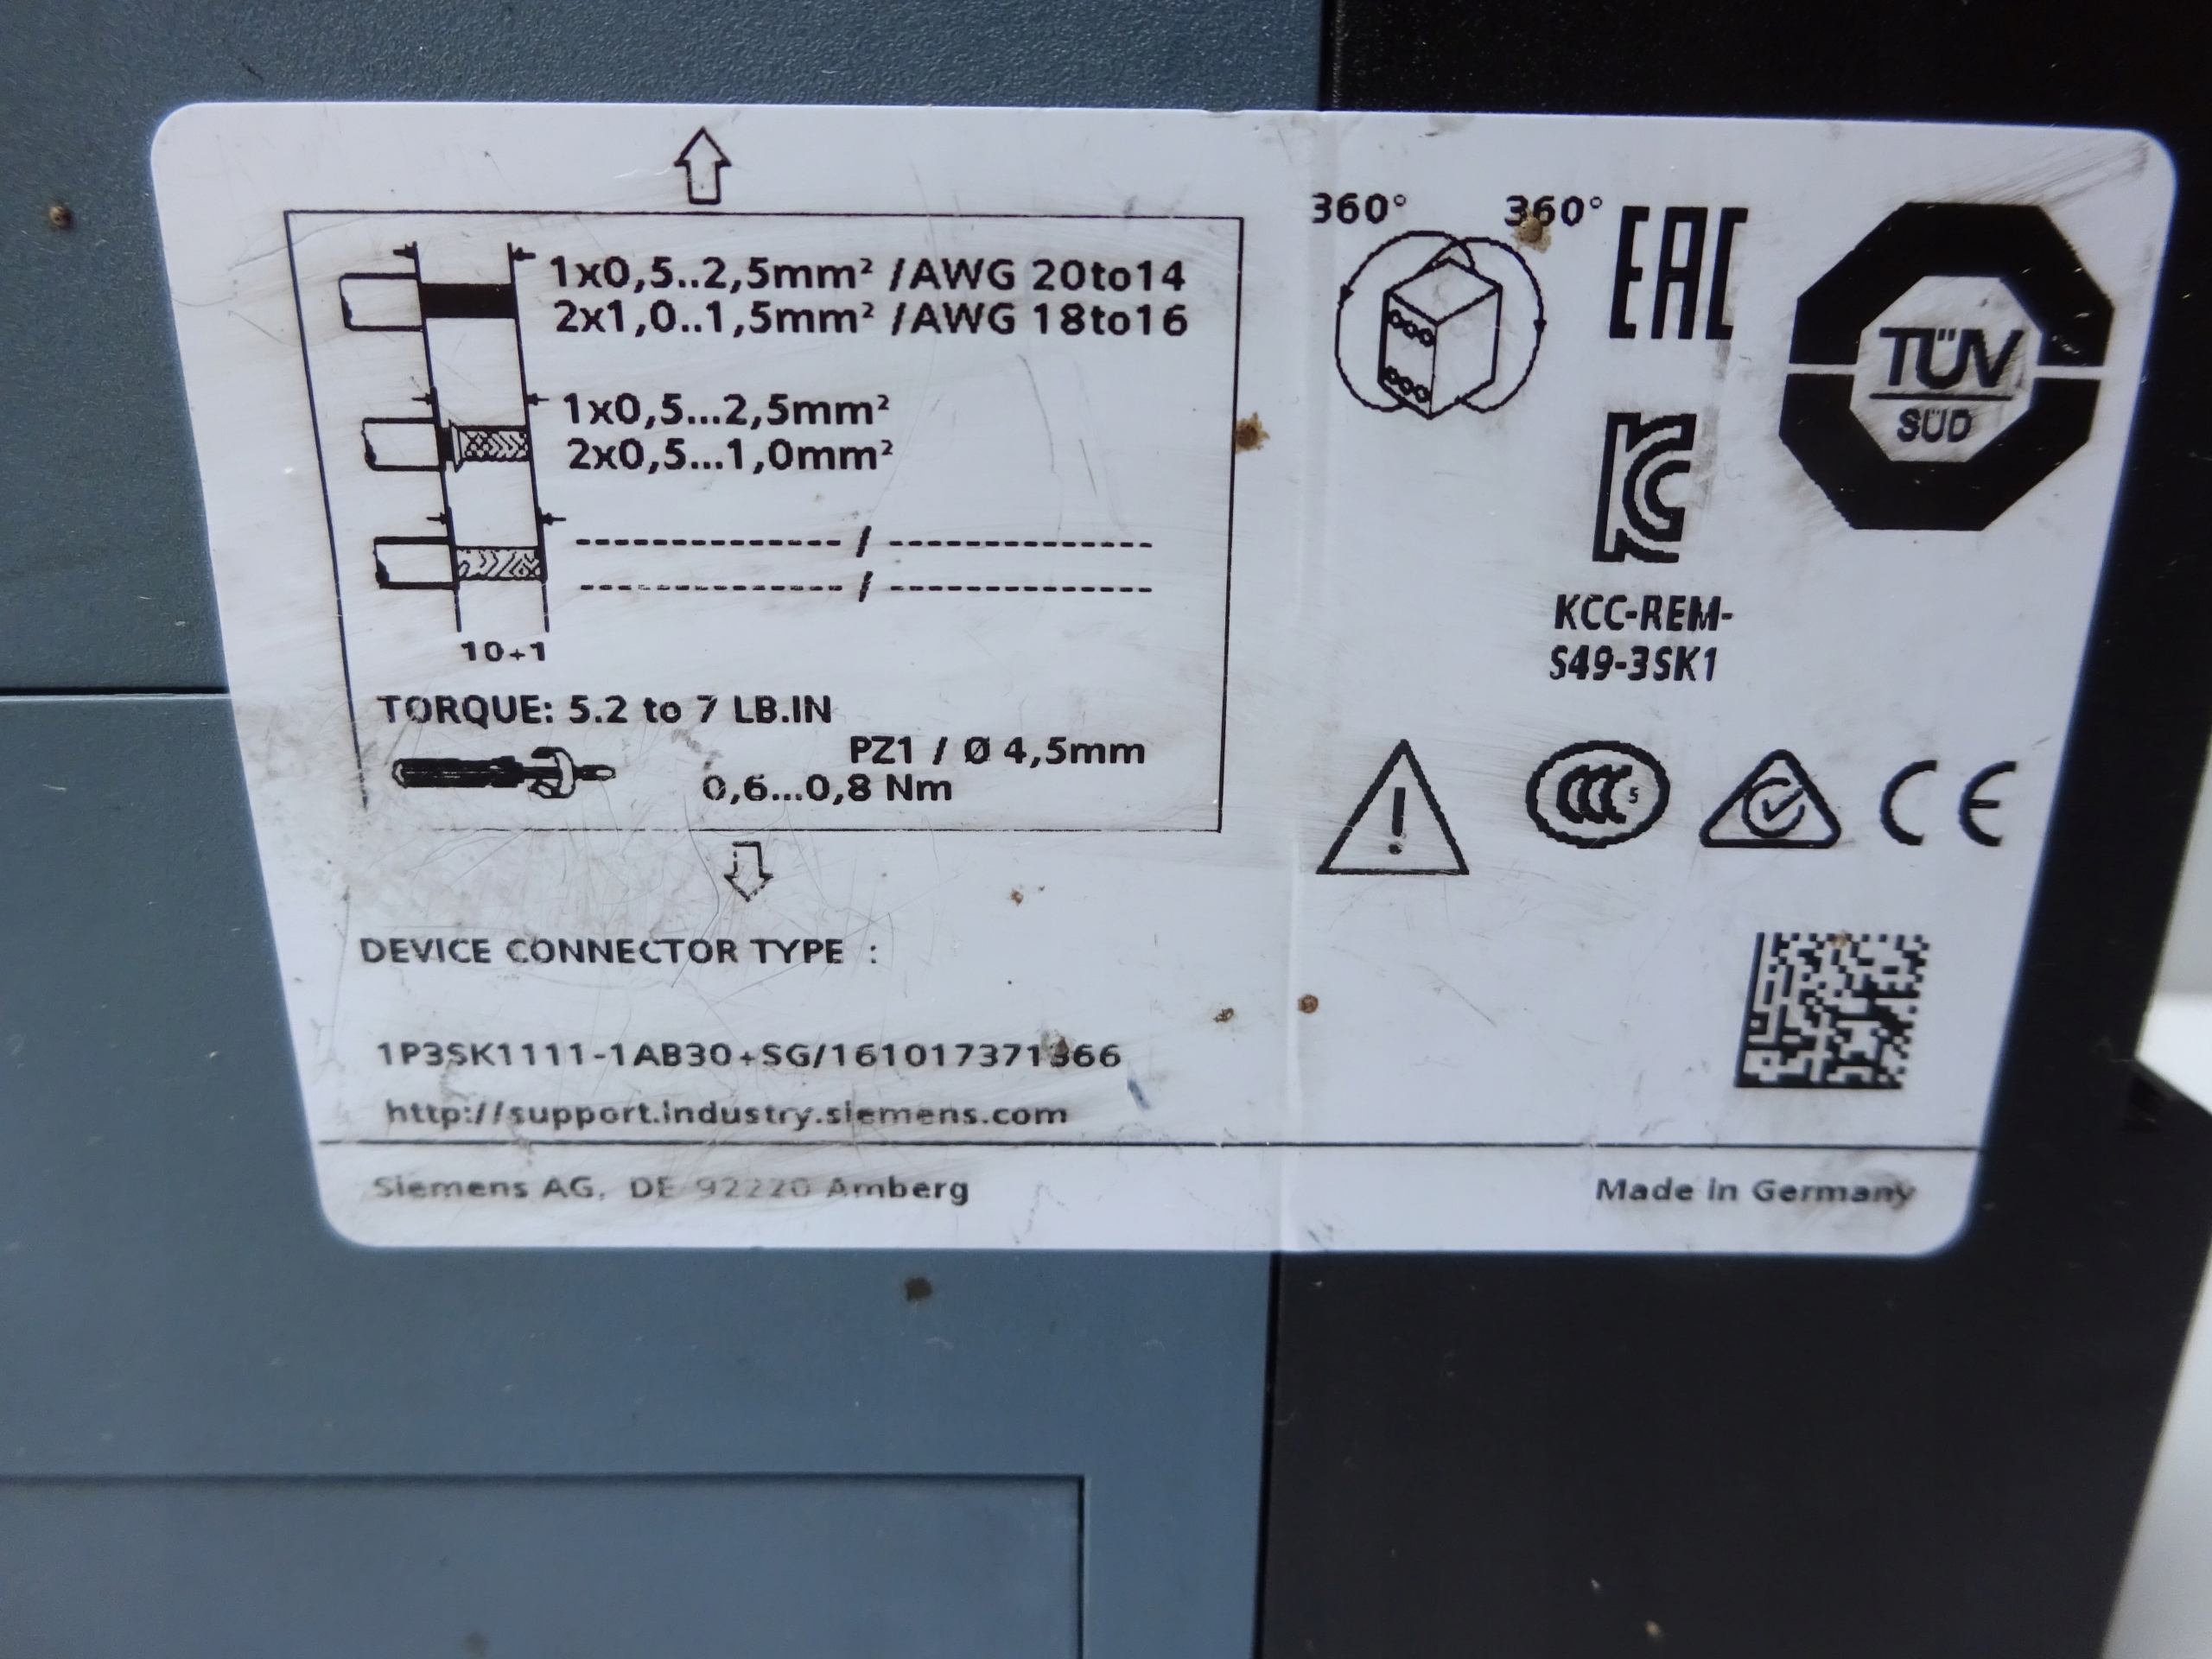 1x0,5..2,5mm² /AWG 20to14
2x1,0..1,5mm² /AWG 18to16
1x0,5...2,5mm²
2x0,5...1,0mm²
---------------------- / ----------------------
---------------------- / ----------------------
10+1
TORQUE: 5.2 to 7 LB.IN
PZ1 / Ø 4,5mm
0,6...0,8 Nm
360° 360°
EAC
TÜV
SÜD
KC
KCC-REM-
S49-3SK1
CCC S
CE
DEVICE CONNECTOR TYPE :
1P3SK1111-1AB30+SG/161017371366
http://support.industry.siemens.com
Siemens AG, DE-92220 Amberg
Made in Germany